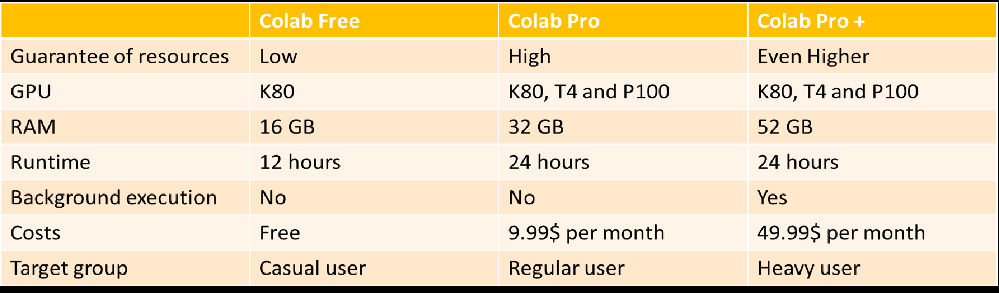 Colab Free Colab Pro Colab Pro +
Guarantee of resources Low High Even Higher
GPU K80 K80, T4 and P100 K80, T4 and P100
RAM 16 GB 32 GB 52 GB
Runtime 12 hours 24 hours 24 hours
Background execution No No Yes
Costs Free 9.99$ per month 49.99$ per month
Target group Casual user Regular user Heavy user